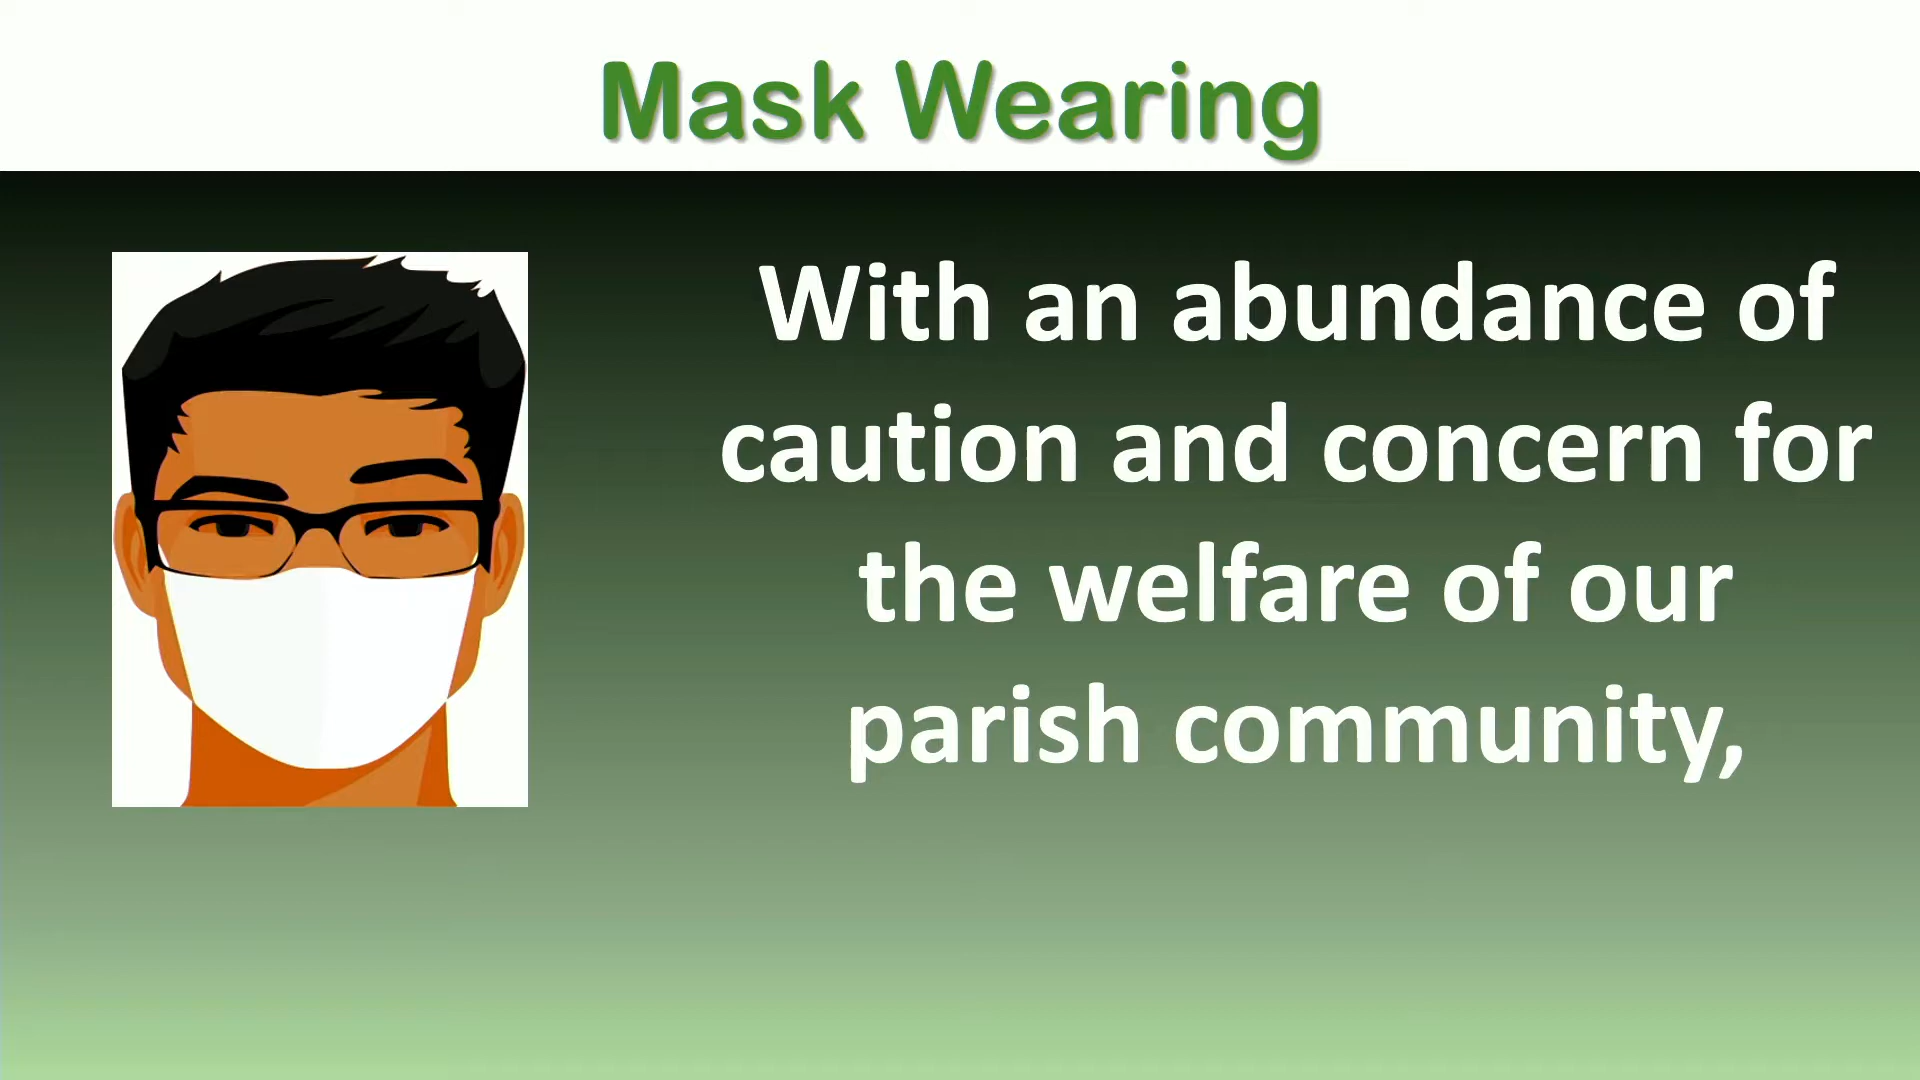 Mask Wearing
With an abundance of
caution and concern for
the welfare of our
parish community,